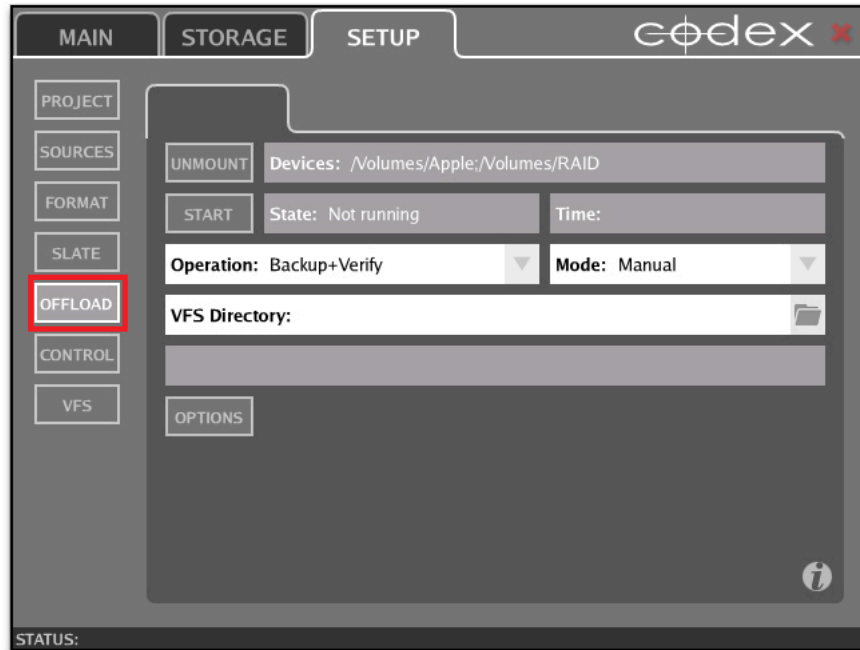 MAIN STORAGE SETUP codex
PROJECT
SOURCES
FORMAT
SLATE
OFFLOAD
CONTROL
VFS
UNMOUNT Devices: /Volumes/Apple;/Volumes/RAID
START State: Not running Time:
Operation: Backup+Verify Mode: Manual
VFS Directory:
OPTIONS
i
STATUS: